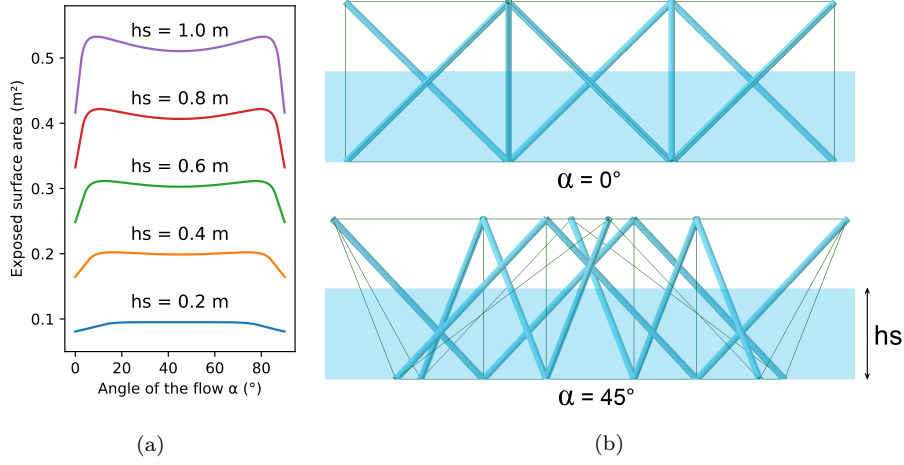 hs = 1.0 m
0.5
hs = 0.8 m
0.4
hs = 0.6 m
0.3
hs = 0.4 m
0.2
hs = 0.2 m
0.1
Exposed surface area (m²)
0 20 40 60 80
Angle of the flow α (°)
(a)
α = 0°
hs
α = 45°
(b)